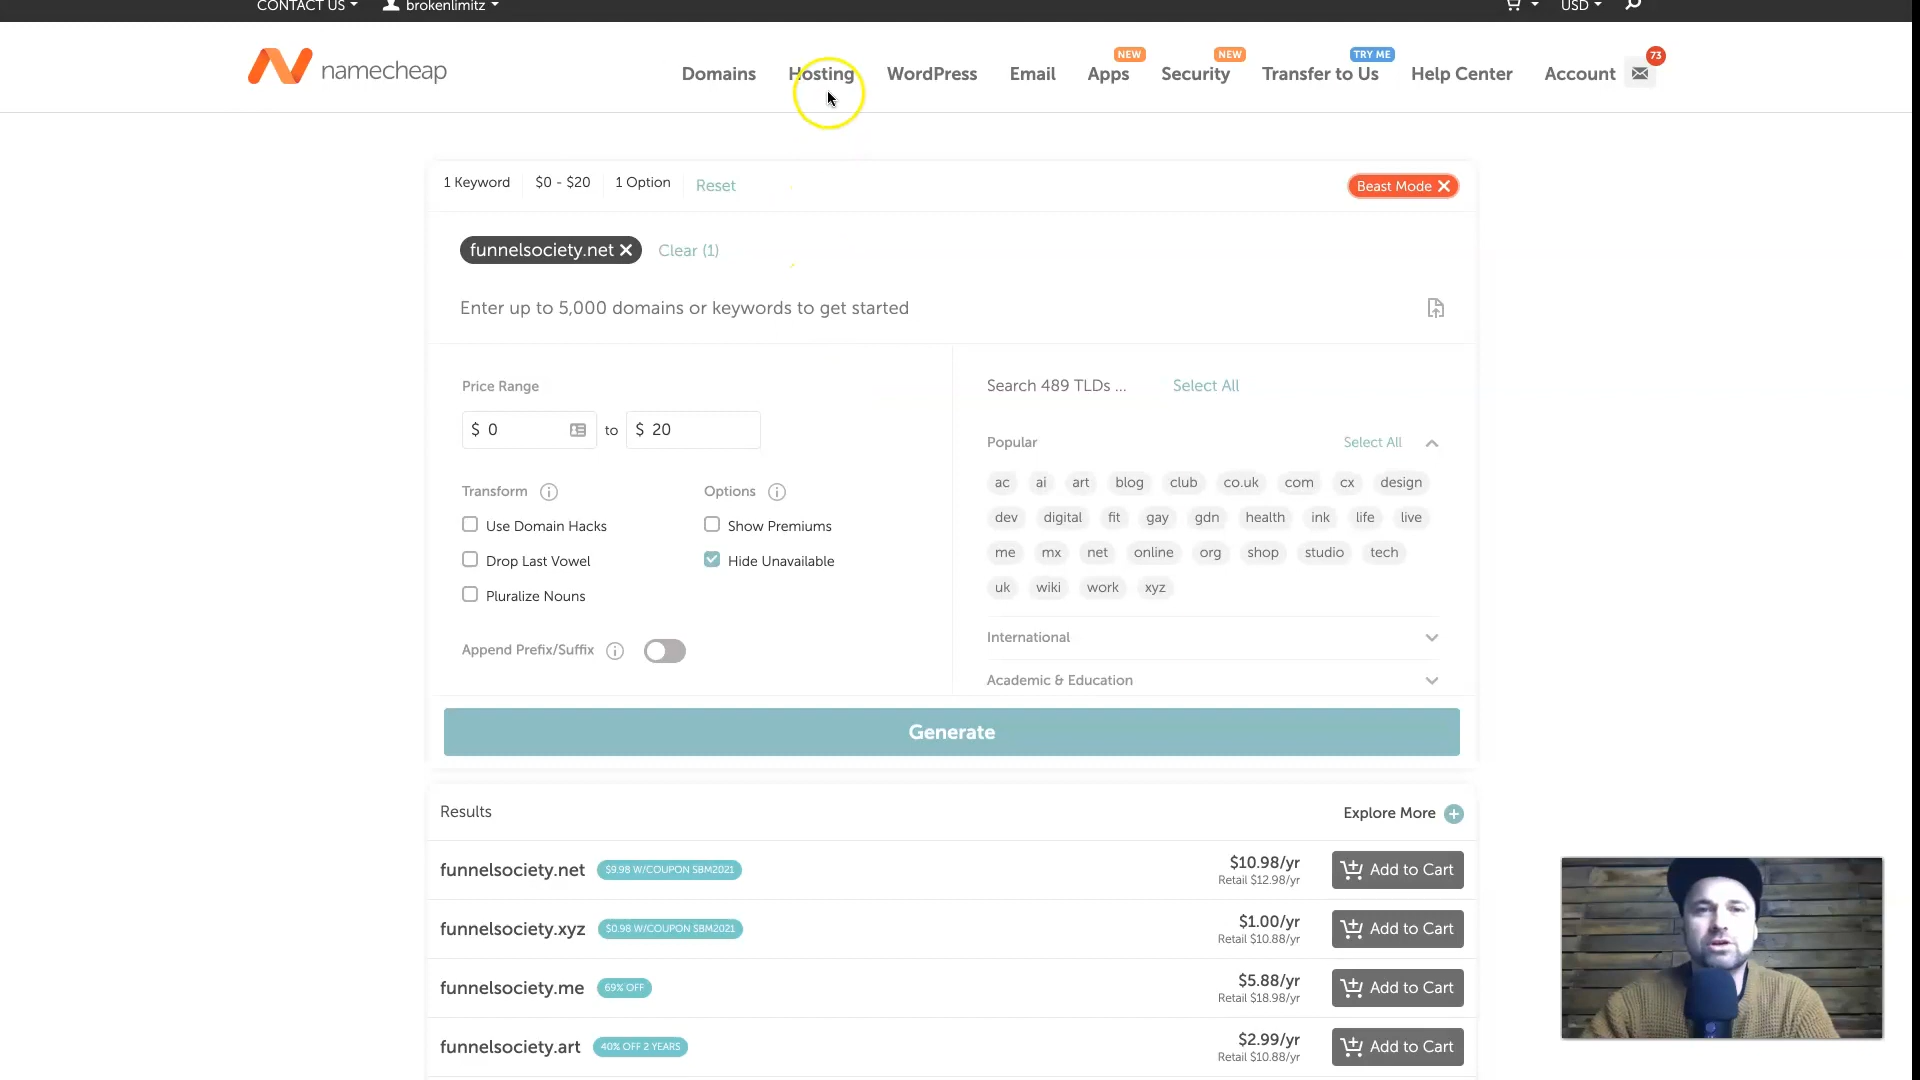 CONTACT US
brokenlimitz
USD
namecheap
Domains
Hosting
WordPress
Email
NEW
Apps
NEW
Security
TRY ME
Transfer to Us
Help Center
Account
73
1 Keyword
$0 - $20
1 Option
Reset
Beast Mode
funnelsociety.net
Clear (1)
Enter up to 5,000 domains or keywords to get started
Price Range
$ 0
to
$ 20
Transform
Use Domain Hacks
Drop Last Vowel
Pluralize Nouns
Options
Show Premiums
Hide Unavailable
Append Prefix/Suffix
Search 489 TLDs ...
Select All
Popular
Select All
ac ai art blog club co.uk com cx design
dev digital fit gay gdn health ink life live
me mx net online org shop studio tech
uk wiki work xyz
International
Academic & Education
Generate
Results
Explore More
funnelsociety.net
$9.98 W/COUPON SBM2021
$10.98/yr
Retail $12.98/yr
Add to Cart
funnelsociety.xyz
$0.98 W/COUPON SBM2021
$1.00/yr
Retail $10.88/yr
Add to Cart
funnelsociety.me
69% OFF
$5.88/yr
Retail $18.98/yr
Add to Cart
funnelsociety.art
40% OFF 2 YEARS
$2.99/yr
Retail $10.88/yr
Add to Cart